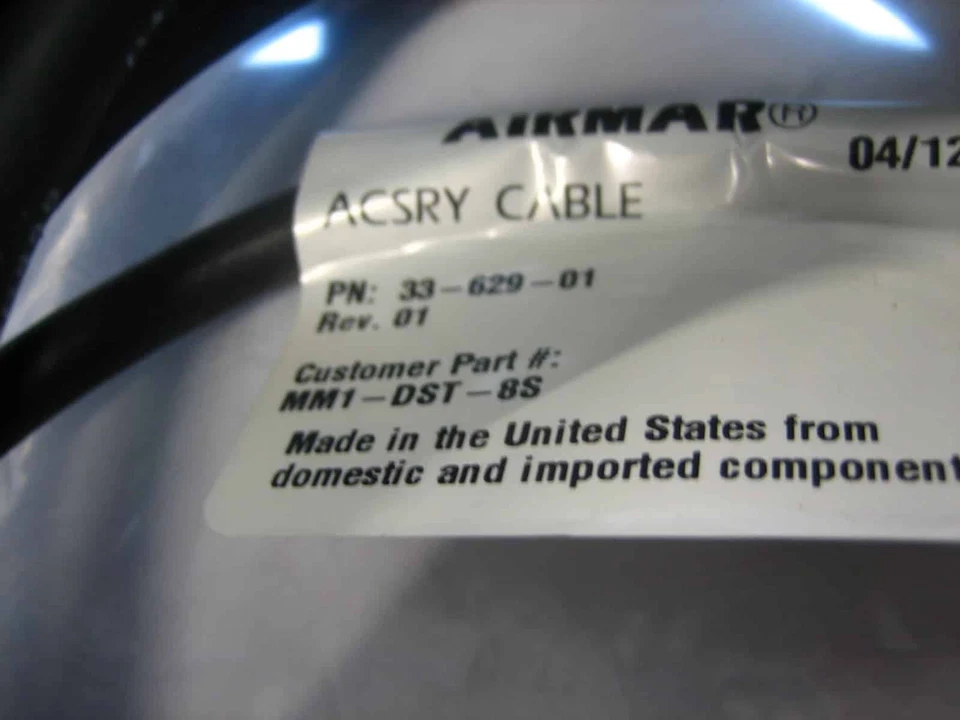 AIRMAR®
04/12
ACSRY CABLE
PN: 33-629-01
Rev. 01
Customer Part #:
MM1-DST-8S
Made in the United States from
domestic and imported component